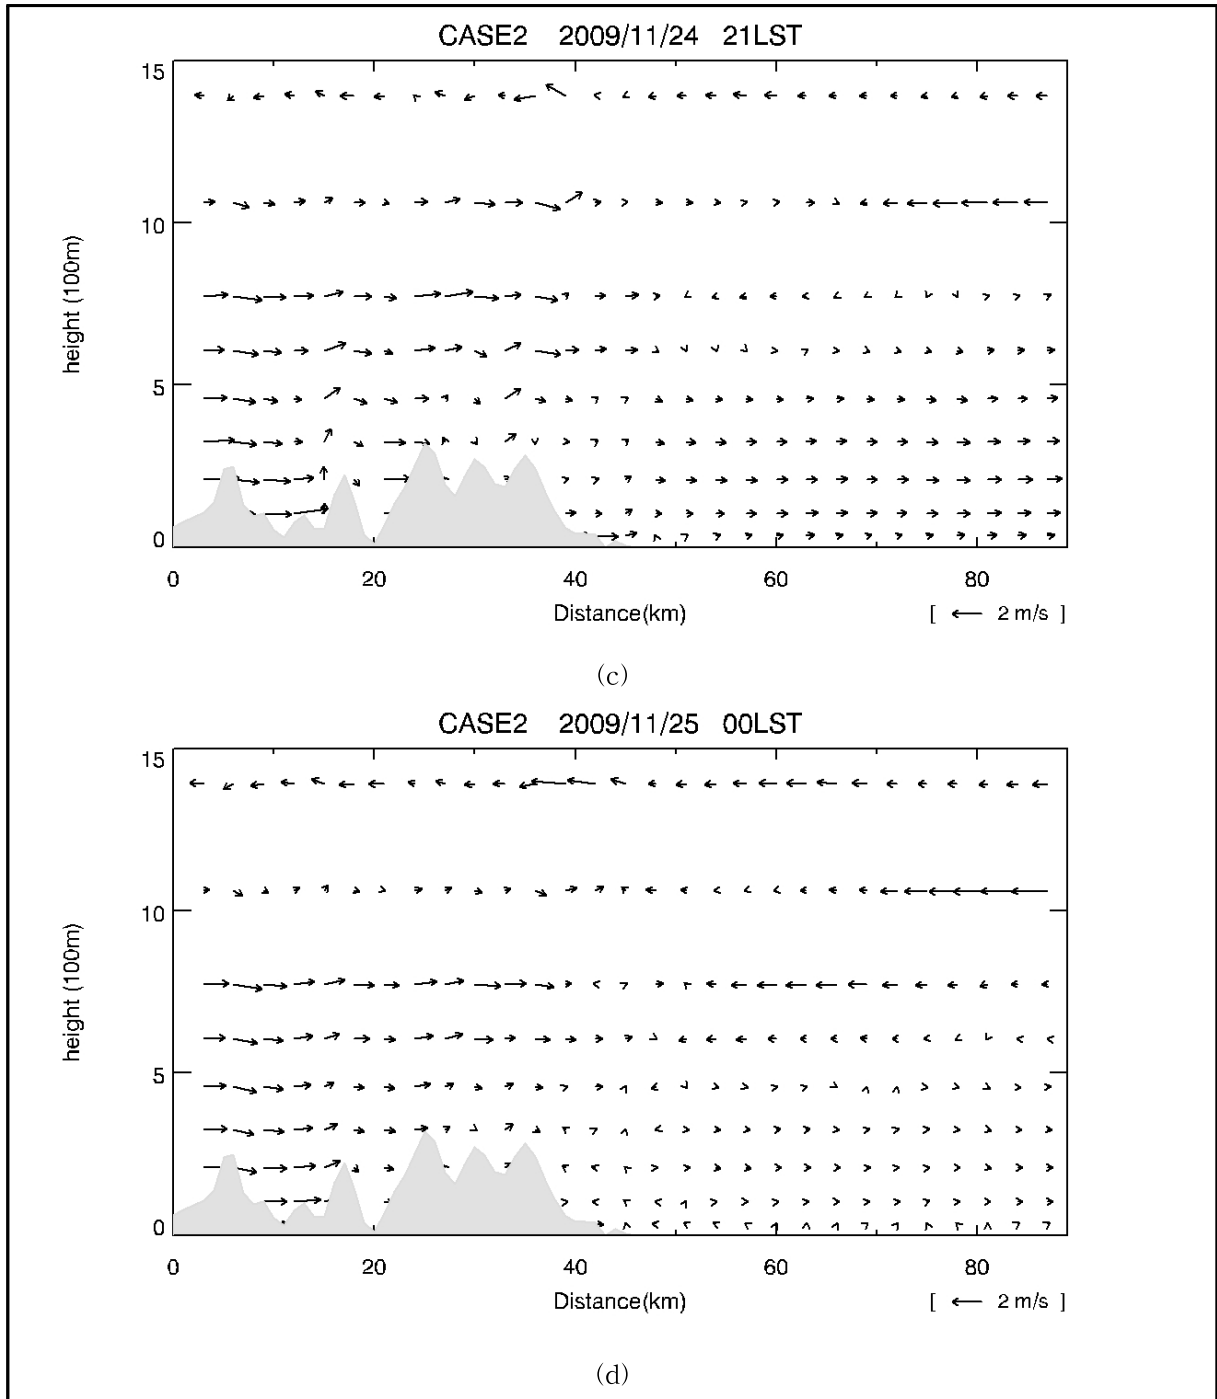 CASE2 2009/11/24 21LST
15
10
5
0
height (100m)
0 20 40 60 80
Distance(km)
[ ← 2 m/s ]
(c)
CASE2 2009/11/25 00LST
15
10
5
0
height (100m)
0 20 40 60 80
Distance(km)
[ ← 2 m/s ]
(d)